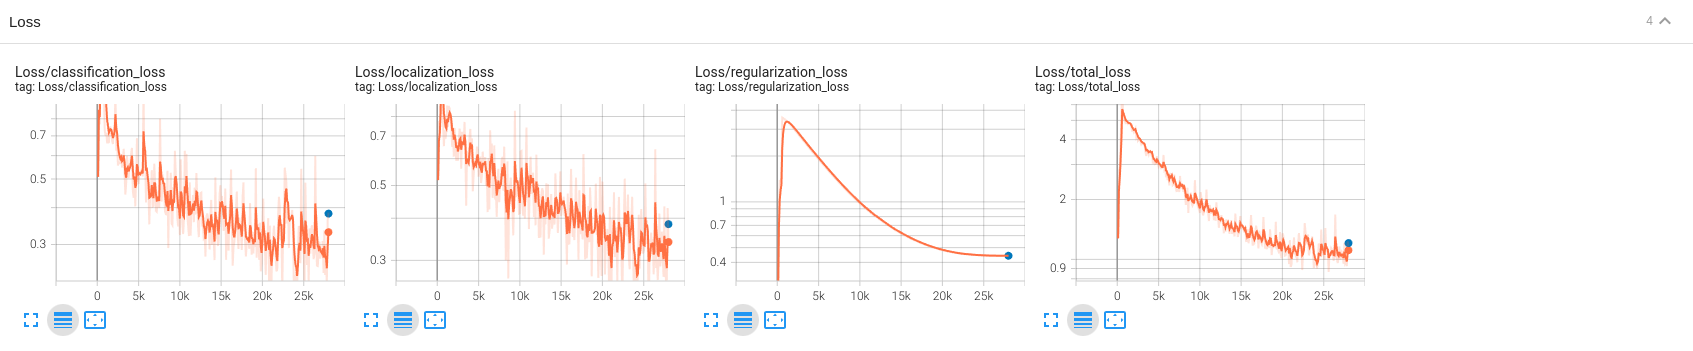 Loss 4
Loss/classification_loss
tag: Loss/classification_loss
0.7
0.5
0.3
0 5k 10k 15k 20k 25k
Loss/localization_loss
tag: Loss/localization_loss
0.7
0.5
0.3
0 5k 10k 15k 20k 25k
Loss/regularization_loss
tag: Loss/regularization_loss
1
0.7
0.4
0 5k 10k 15k 20k 25k
Loss/total_loss
tag: Loss/total_loss
4
2
0.9
0 5k 10k 15k 20k 25k